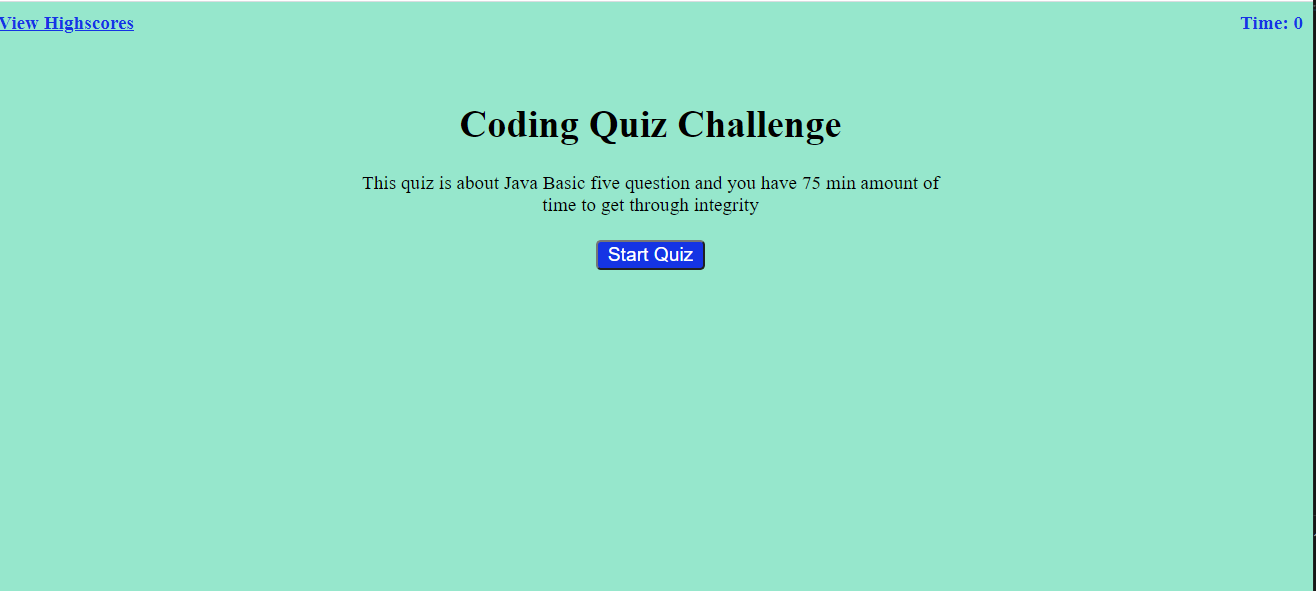 View Highscores
Time: 0
Coding Quiz Challenge
This quiz is about Java Basic five question and you have 75 min amount of
time to get through integrity
Start Quiz